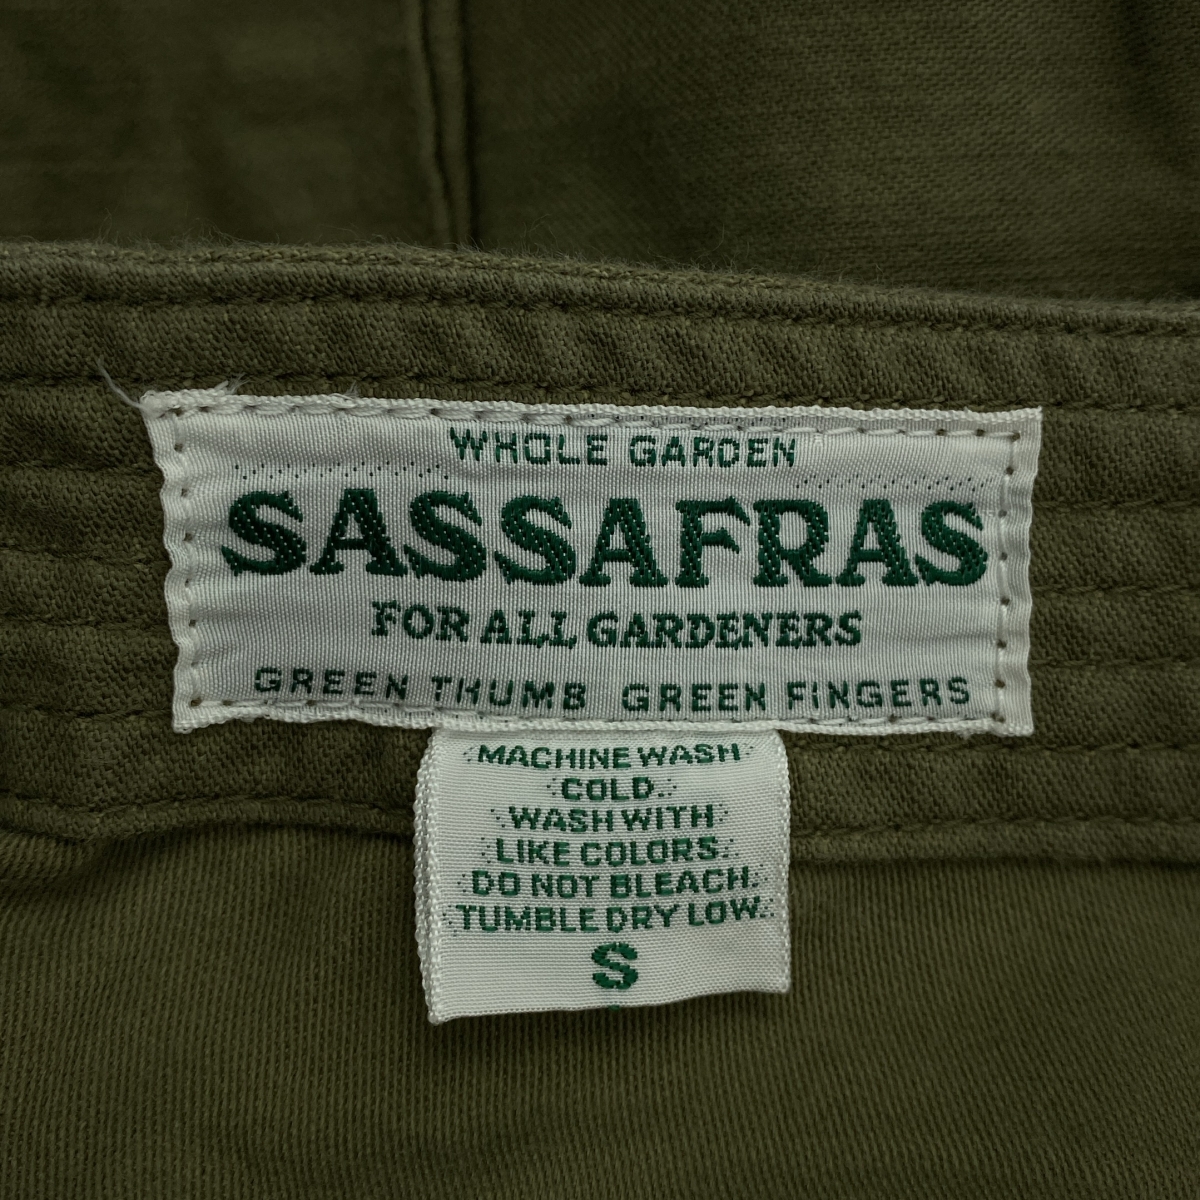 WHOLE GARDEN
SASSAFRAS
FOR ALL GARDENERS
GREEN THUMB GREEN FINGERS
MACHINE WASH
COLD.
WASH WITH
LIKE COLORS.
DO NOT BLEACH.
TUMBLE DRY LOW.
S